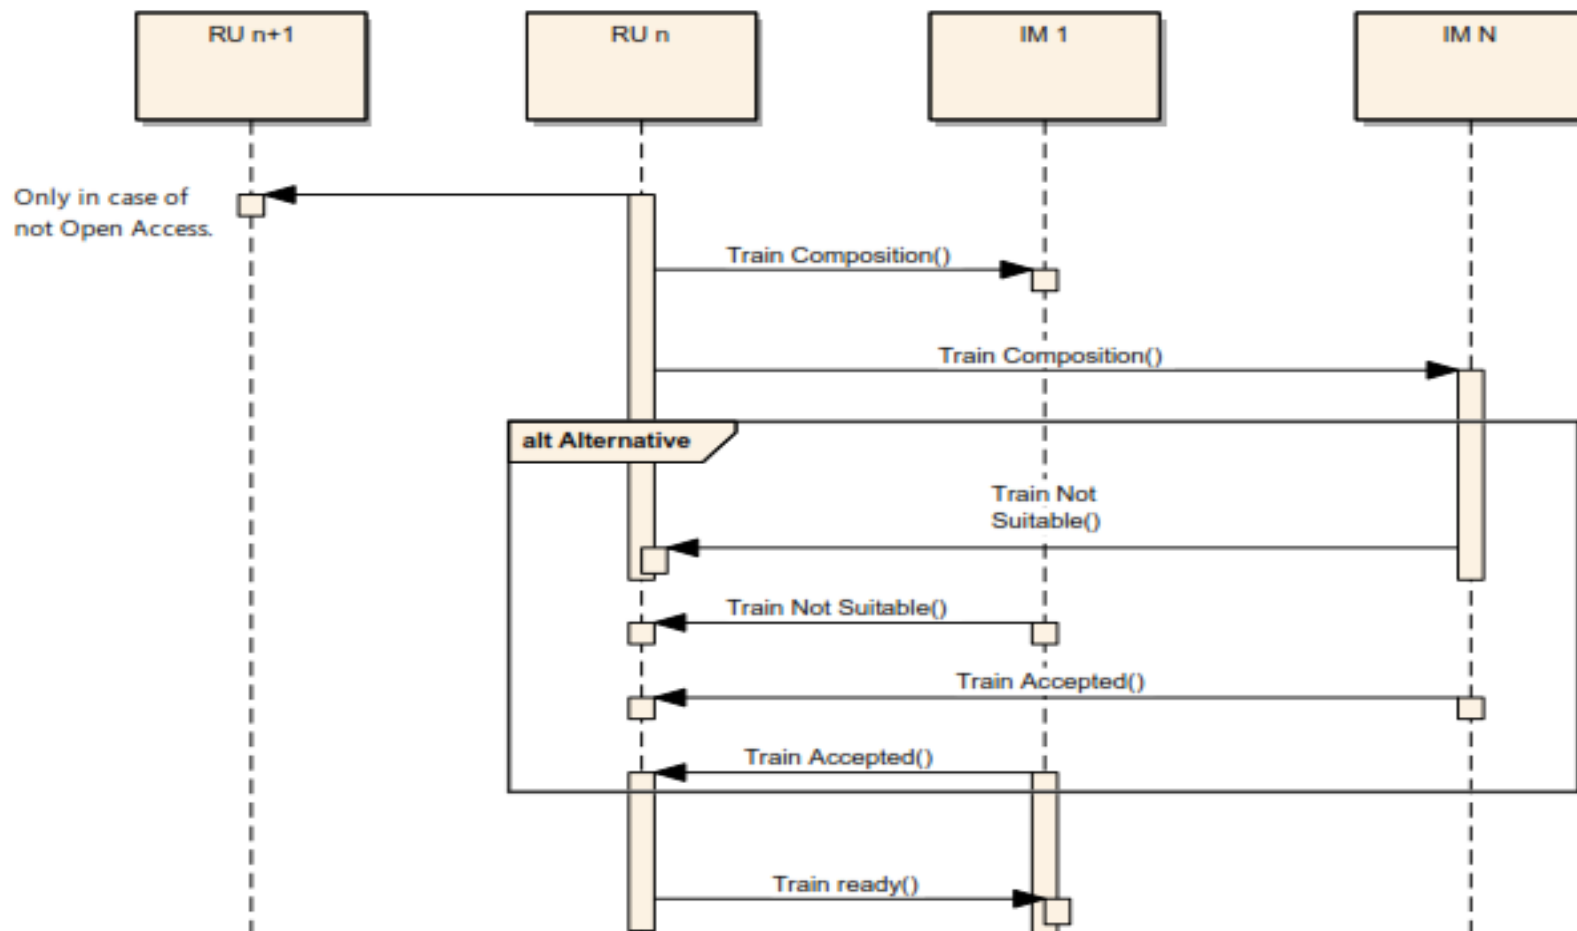 RU n+1
RU n
IM 1
IM N
Only in case of
not Open Access.
Train Composition()
Train Composition()
alt Alternative
Train Not
Suitable()
Train Not Suitable()
Train Accepted()
Train Accepted()
Train ready()